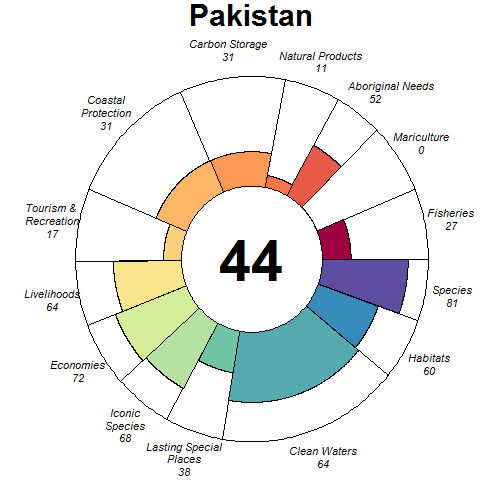 Pakistan
Carbon Storage
31
Natural Products
11
Aboriginal Needs
52
Mariculture
0
Fisheries
27
Species
81
Habitats
60
Clean Waters
64
Lasting Special
Places
38
Iconic
Species
68
Economies
72
Livelihoods
64
Tourism &
Recreation
17
Coastal
Protection
31
44